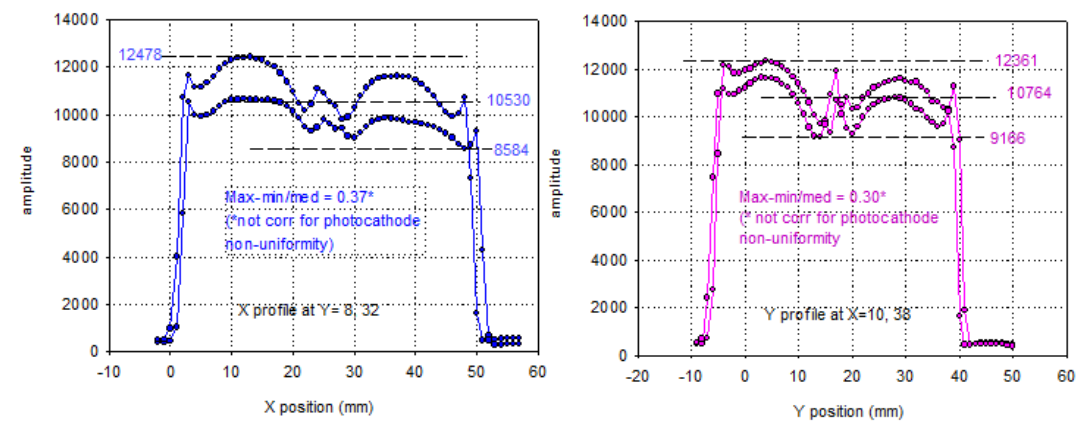 14000
12000
10000
8000
6000
4000
2000
0
amplitude
12478
10530
8584
Max-min/med = 0.37*
(*not corr for photocathode
non-uniformity)
X profile at Y= 8, 32
-10 0 10 20 30 40 50 60
X position (mm)
14000
12000
10000
8000
6000
4000
2000
0
amplitude
12361
10764
9166
Max-min/med = 0.30*
(* not corr for photocathode
non-uniformity
Y profile at X=10, 38
-20 -10 0 10 20 30 40 50 60
Y position (mm)